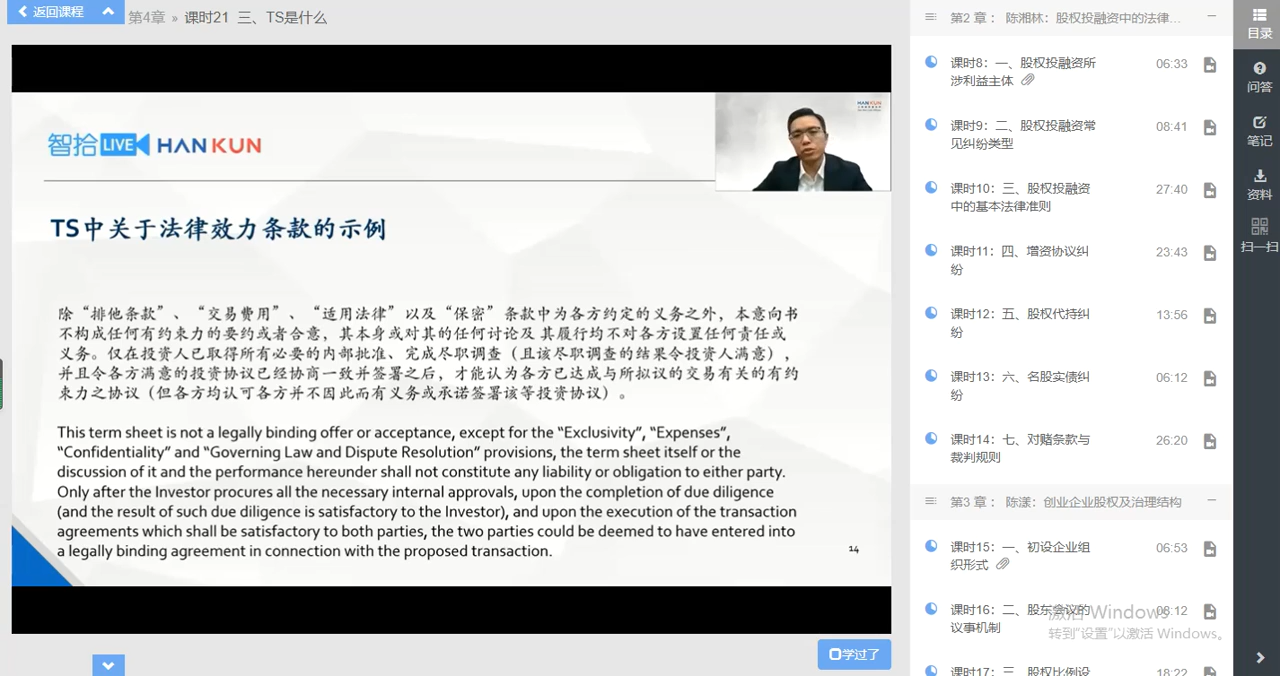 返回课程
第4章 » 课时21 三、TS是什么
智拾 LIVE HANKUN
HANKUN
TS中关于法律效力条款的示例
除“排他条款”、“交易费用”、“适用法律”以及“保密”条款中为各方约定的义务之外，本意向书
不构成任何有约束力的要约或者合意，其本身或对其的任何讨论及其履行均不对各方设置任何责任或
义务。仅在投资人已取得所有必要的内部批准、完成尽职调查（且该尽职调查的结果令投资人满意），
并且令各方满意的投资协议已经协商一致并签署之后，才能认为各方已达成与所拟议的交易有关的有约
束力之协议（但各方均认可各方并不因此而有义务或承诺签署该等投资协议）。
This term sheet is not a legally binding offer or acceptance, except for the “Exclusivity”, “Expenses”,
“Confidentiality” and “Governing Law and Dispute Resolution” provisions, the term sheet itself or the
discussion of it and the performance hereunder shall not constitute any liability or obligation to either party.
Only after the Investor procures all the necessary internal approvals, upon the completion of due diligence
(and the result of such due diligence is satisfactory to the Investor), and upon the execution of the transaction
agreements which shall be satisfactory to both parties, the two parties could be deemed to have entered into
a legally binding agreement in connection with the proposed transaction.
14
学过了
第2章： 陈湘林：股权投融资中的法律...
课时8：一、股权投融资所
涉利益主体
06:33
课时9：二、股权投融资常
见纠纷类型
08:41
课时10：三、股权投融资
中的基本法律准则
27:40
课时11：四、增资协议纠
纷
23:43
课时12：五、股权代持纠
纷
13:56
课时13：六、名股实债纠
纷
06:12
课时14：七、对赌条款与
裁判规则
26:20
第3章： 陈漾：创业企业股权及治理结构
课时15：一、初设企业组
织形式
06:53
课时16：二、股东会议的
议事机制
08:12
课时17：三、股权比例设
18:22
激活 Windows
转到“设置”以激活 Windows。
目录
问答
笔记
资料
扫一扫